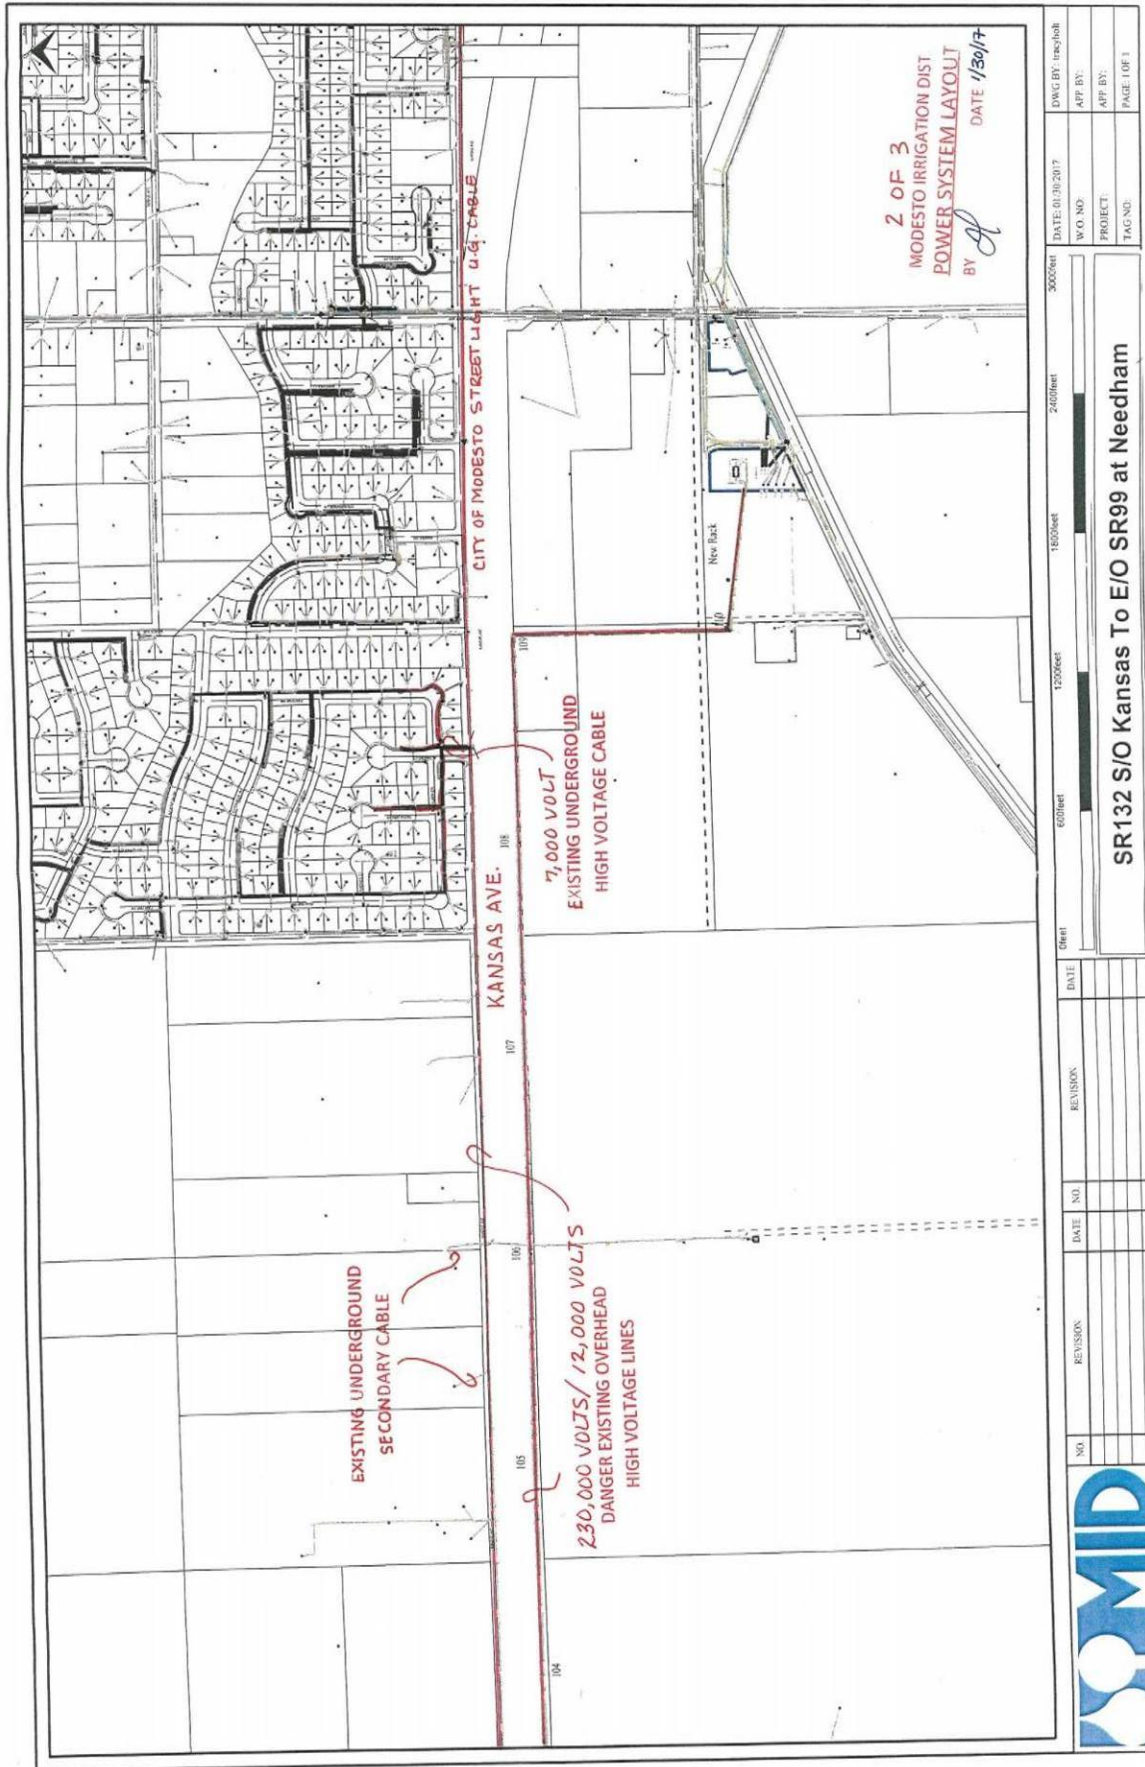 CITY OF MODESTO STREET LIGHT U.G. CABLE
2 OF 3
MODESTO IRRIGATION DIST
POWER SYSTEM LAYOUT
BY
DATE 1/30/17
New Rack
110
109
7,000 VOLT
EXISTING UNDERGROUND
HIGH VOLTAGE CABLE
108
KANSAS AVE.
107
106
105
104
EXISTING UNDERGROUND
SECONDARY CABLE
230,000 VOLTS/ 12,000 VOLTS
DANGER EXISTING OVERHEAD
HIGH VOLTAGE LINES
MID
NO.
REVISION
DATE
NO.
REVISION
DATE
0feet
600feet
1200feet
1800feet
2400feet
3000feet
SR132 S/O Kansas To E/O SR99 at Needham
DATE: 01/30/2017
W.O. NO:
PROJECT:
TAG NO:
DWG BY: tracyholt
APP. BY:
APP BY:
PAGE: 1 OF 1